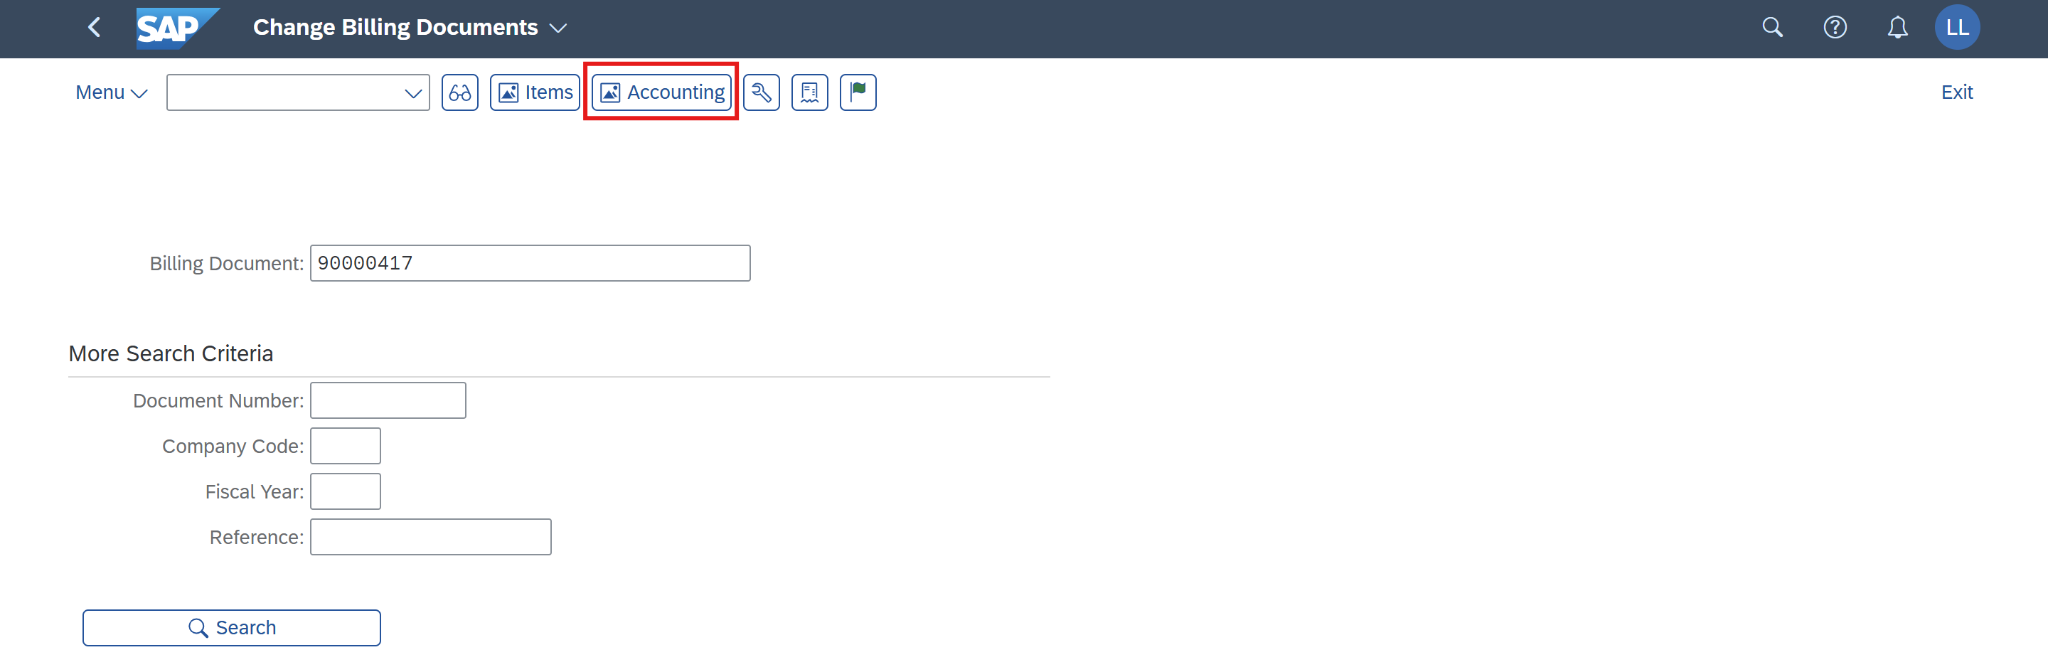 SAP Change Billing Documents LL
Menu Items Accounting Exit
Billing Document: 90000417
More Search Criteria
Document Number:
Company Code:
Fiscal Year:
Reference:
Search